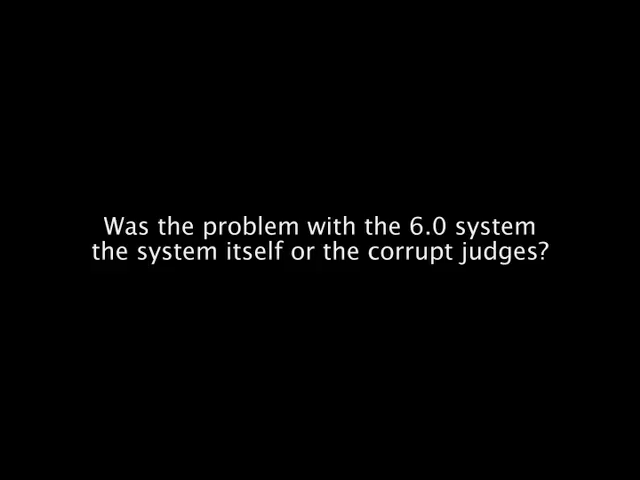 Was the problem with the 6.0 system
the system itself or the corrupt judges?